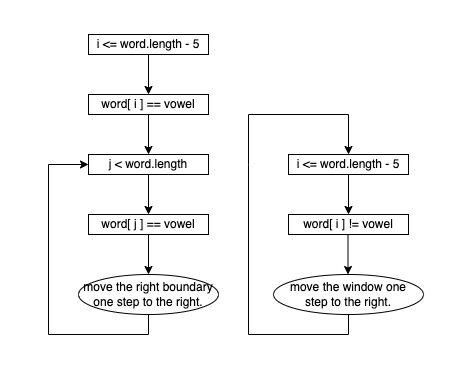 i <= word.length - 5
word[ i ] == vowel
j < word.length
word[ j ] == vowel
move the right boundary
one step to the right.
i <= word.length - 5
word[ i ] != vowel
move the window one
step to the right.